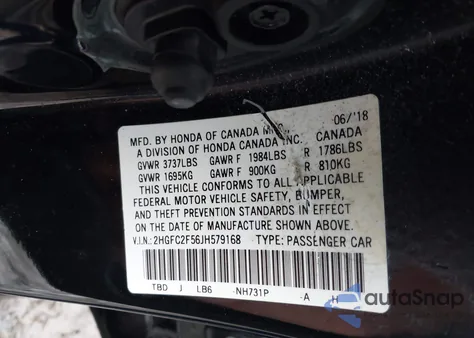 06/'18
MFD. BY HONDA OF CANADA MFG., CANADA
A DIVISION OF HONDA CANADA INC.
GVWR 3737LBS GAWR F 1984LBS R 1786LBS
GVWR 1695KG GAWR F 900KG R 810KG
THIS VEHICLE CONFORMS TO ALL APPLICABLE
FEDERAL MOTOR VEHICLE SAFETY, BUMPER,
AND THEFT PREVENTION STANDARDS IN EFFECT
ON THE DATE OF MANUFACTURE SHOWN ABOVE.
V.I.N.: 2HGFC2F56JH579168 TYPE: PASSENGER CAR
TBD J LB6 NH731P -A H
autoSnap